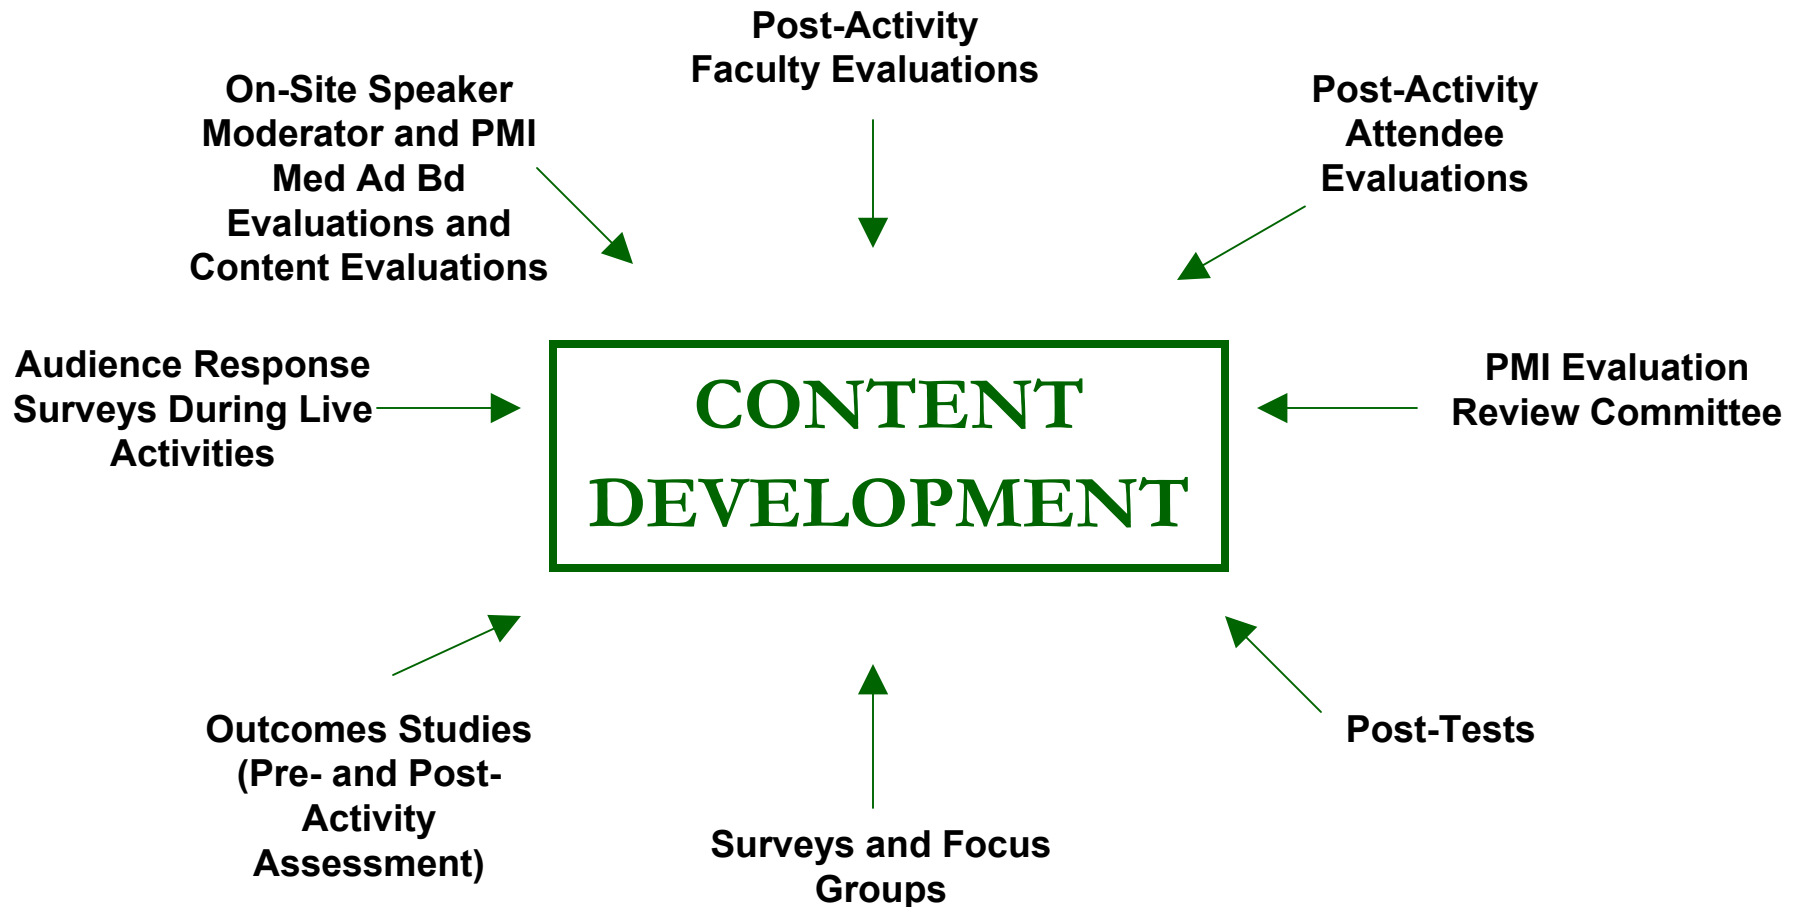 Post-Activity
Faculty Evaluations
On-Site Speaker
Moderator and PMI
Med Ad Bd
Evaluations and
Content Evaluations
Post-Activity
Attendee
Evaluations
Audience Response
Surveys During Live
Activities
CONTENT
DEVELOPMENT
PMI Evaluation
Review Committee
Outcomes Studies
(Pre- and Post-
Activity
Assessment)
Surveys and Focus
Groups
Post-Tests